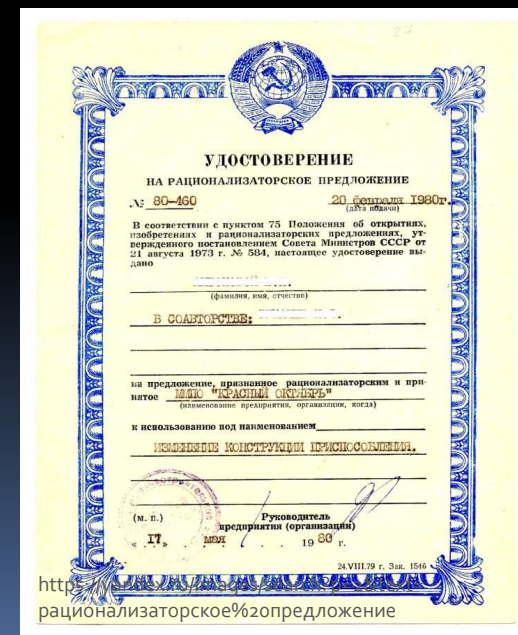 УДОСТОВЕРЕНИЕ
НА РАЦИОНАЛИЗАТОРСКОЕ ПРЕДЛОЖЕНИЕ
№ 80-460 20 февраля 1980г.
(дата подачи)
В соответствии с пунктом 75 Положения об открытиях,
изобретениях и рационализаторских предложениях, ут-
вержденного постановлением Совета Министров СССР от
21 августа 1973 г. № 584, настоящее удостоверение вы-
дано
(фамилия, имя, отчество)
В СОАВТОРСТВЕ:
на предложение, признанное рационализаторским и при-
нятое ММПО "КРАСНЫЙ ОКТЯБРЬ"
(наименование предприятия, организации, когда)
к использованию под наименованием
ИЗМЕНЕНИЕ КОНСТРУКЦИИ ПРИСПОСОБЛЕНИЯ.
(м. п.) Руководитель
предприятия (организации)
« 17 » мая 1980 г.
24.VIII.79 г. Зак. 1546
рационализаторское%20предложение